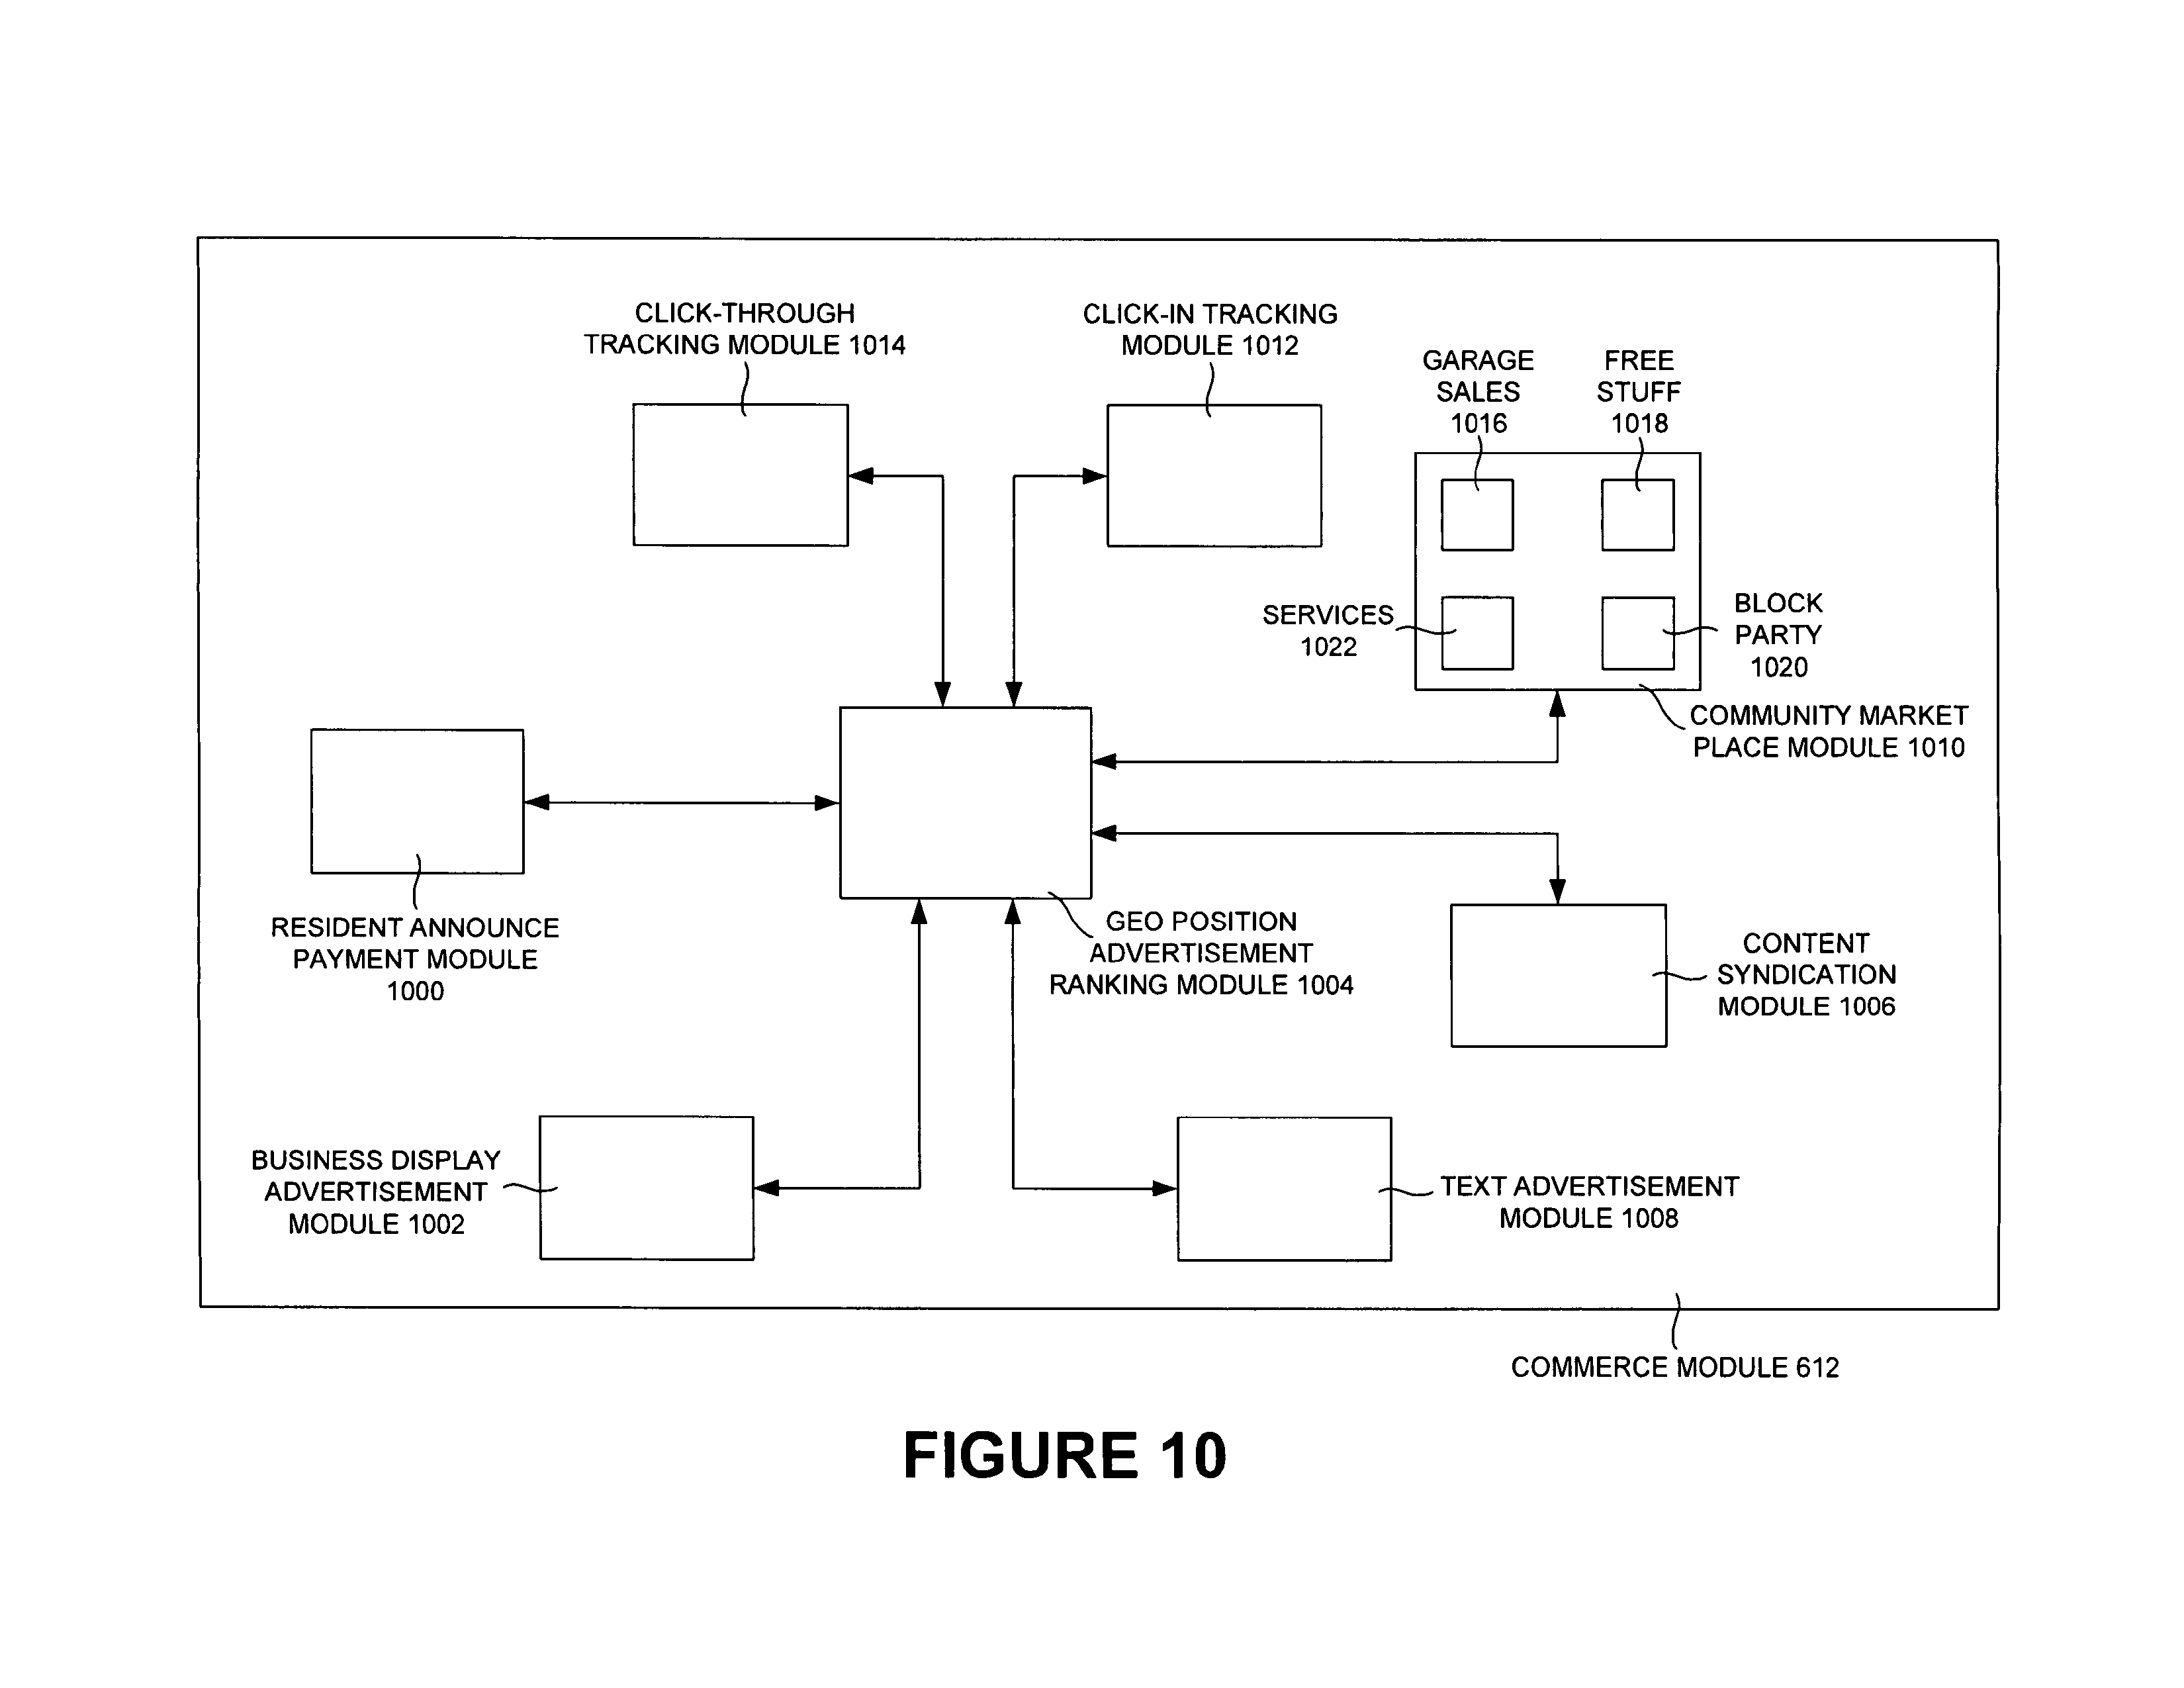 CLICK-THROUGH
TRACKING MODULE 1014
CLICK-IN TRACKING
MODULE 1012
GARAGE
SALES
1016
FREE
STUFF
1018
SERVICES
1022
BLOCK
PARTY
1020
COMMUNITY MARKET
PLACE MODULE 1010
RESIDENT ANNOUNCE
PAYMENT MODULE
1000
GEO POSITION
ADVERTISEMENT
RANKING MODULE 1004
CONTENT
SYNDICATION
MODULE 1006
BUSINESS DISPLAY
ADVERTISEMENT
MODULE 1002
TEXT ADVERTISEMENT
MODULE 1008
COMMERCE MODULE 612
FIGURE 10